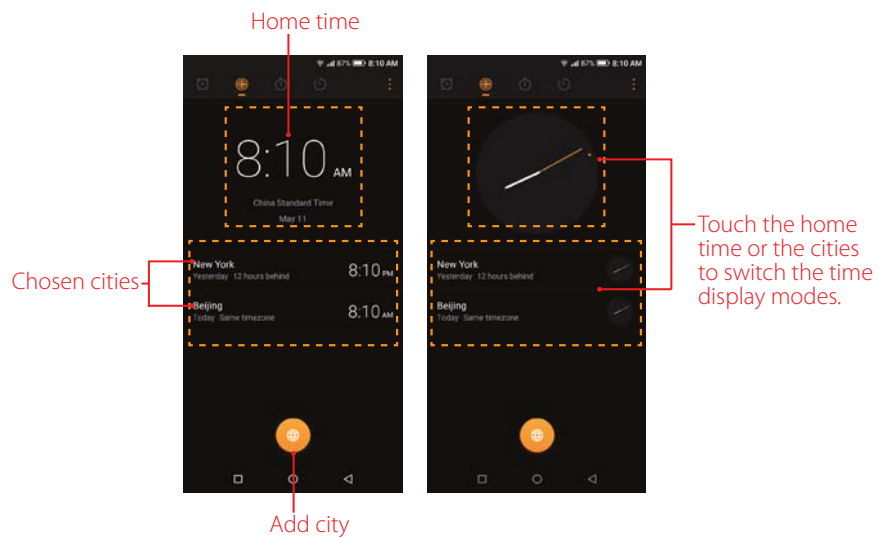 Home time
87% 8:10 AM
8:10 AM
China Standard Time
May 11
New York
Yesterday 12 hours behind
8:10 PM
Beijing
Today Same timezone
8:10 AM
Chosen cities
Add city
87% 8:10 AM
New York
Yesterday 12 hours behind
Beijing
Today Same timezone
Touch the home
time or the cities
to switch the time
display modes.